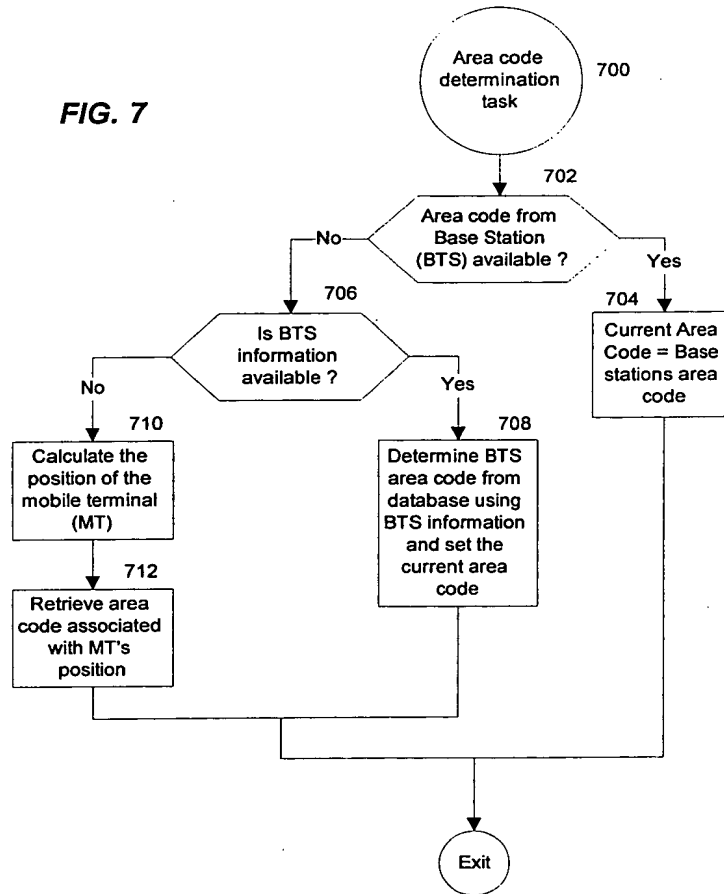 FIG. 7
Area code
determination
task
700
702
Area code from
Base Station
(BTS) available ?
No
Yes
706
Is BTS
information
available ?
704
Current Area
Code = Base
stations area
code
No
Yes
710
Calculate the
position of the
mobile terminal
(MT)
708
Determine BTS
area code from
database using
BTS information
and set the
current area
code
712
Retrieve area
code associated
with MT's
position
Exit